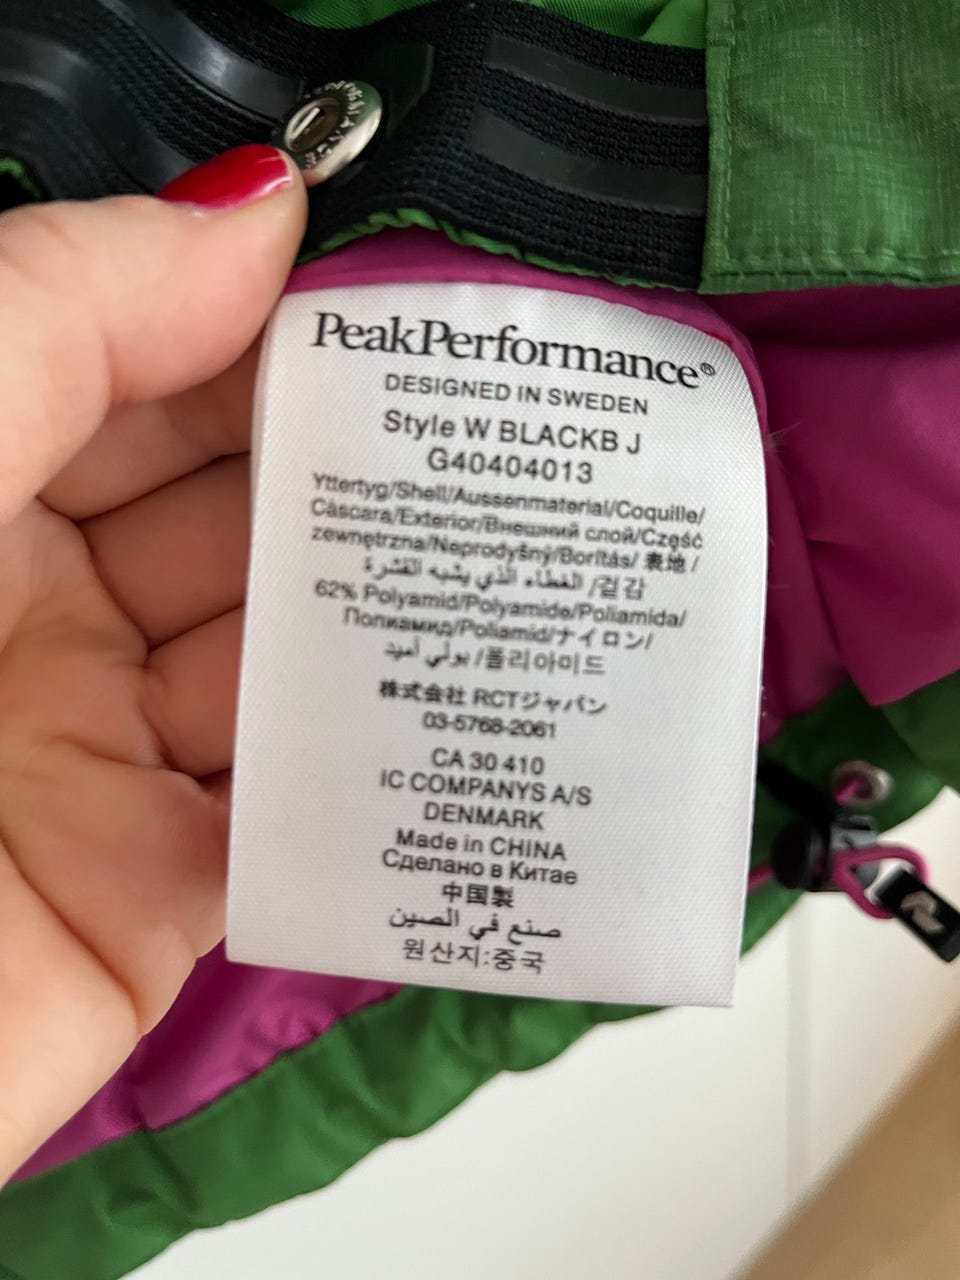 PeakPerformance®
DESIGNED IN SWEDEN
Style W BLACKB J
G40404013
Yttertyg/Shell/Aussenmaterial/Coquille/
Càscara/Exterior/Внешний слой/Część
zewnętrzna/Neprodyšný/Borítás/ 表地 /
الغطاء الذي يشبه القشرة /겉감
62% Polyamid/Polyamide/Poliamida/
Полиамид/Poliamid/ナイロン/
بولي أميد /폴리아미드
株式会社 RCTジャパン
03-5768-2061
CA 30 410
IC COMPANYS A/S
DENMARK
Made in CHINA
Сделано в Китае
中国製
صنع في الصين
원산지:중국